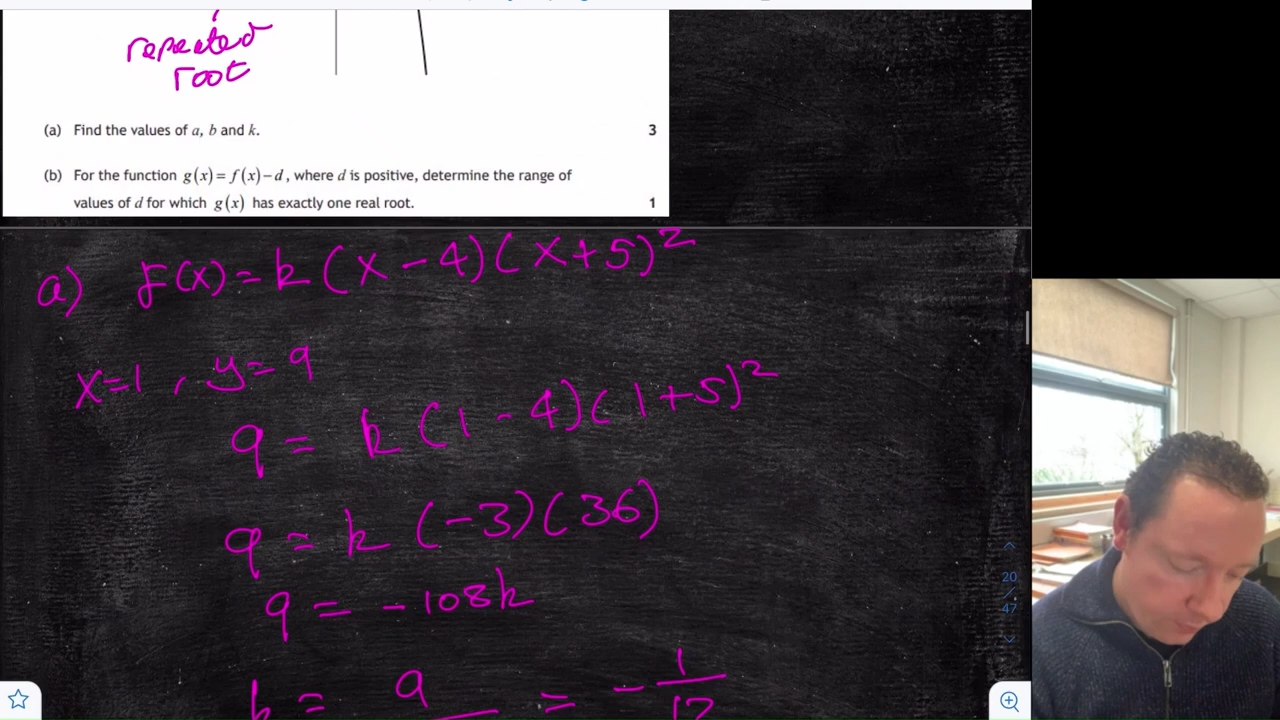 repeated
root
(a) Find the values of a, b and k. 3
(b) For the function g(x)=f(x)−d, where d is positive, determine the range of
values of d for which g(x) has exactly one real root. 1
a) f(x) = k(x-4)(x+5)²
x=1, y=9
9 = k(1-4)(1+5)²
9 = k(-3)(36)
9 = -108k
k = 9 = -1/12
20
/
47